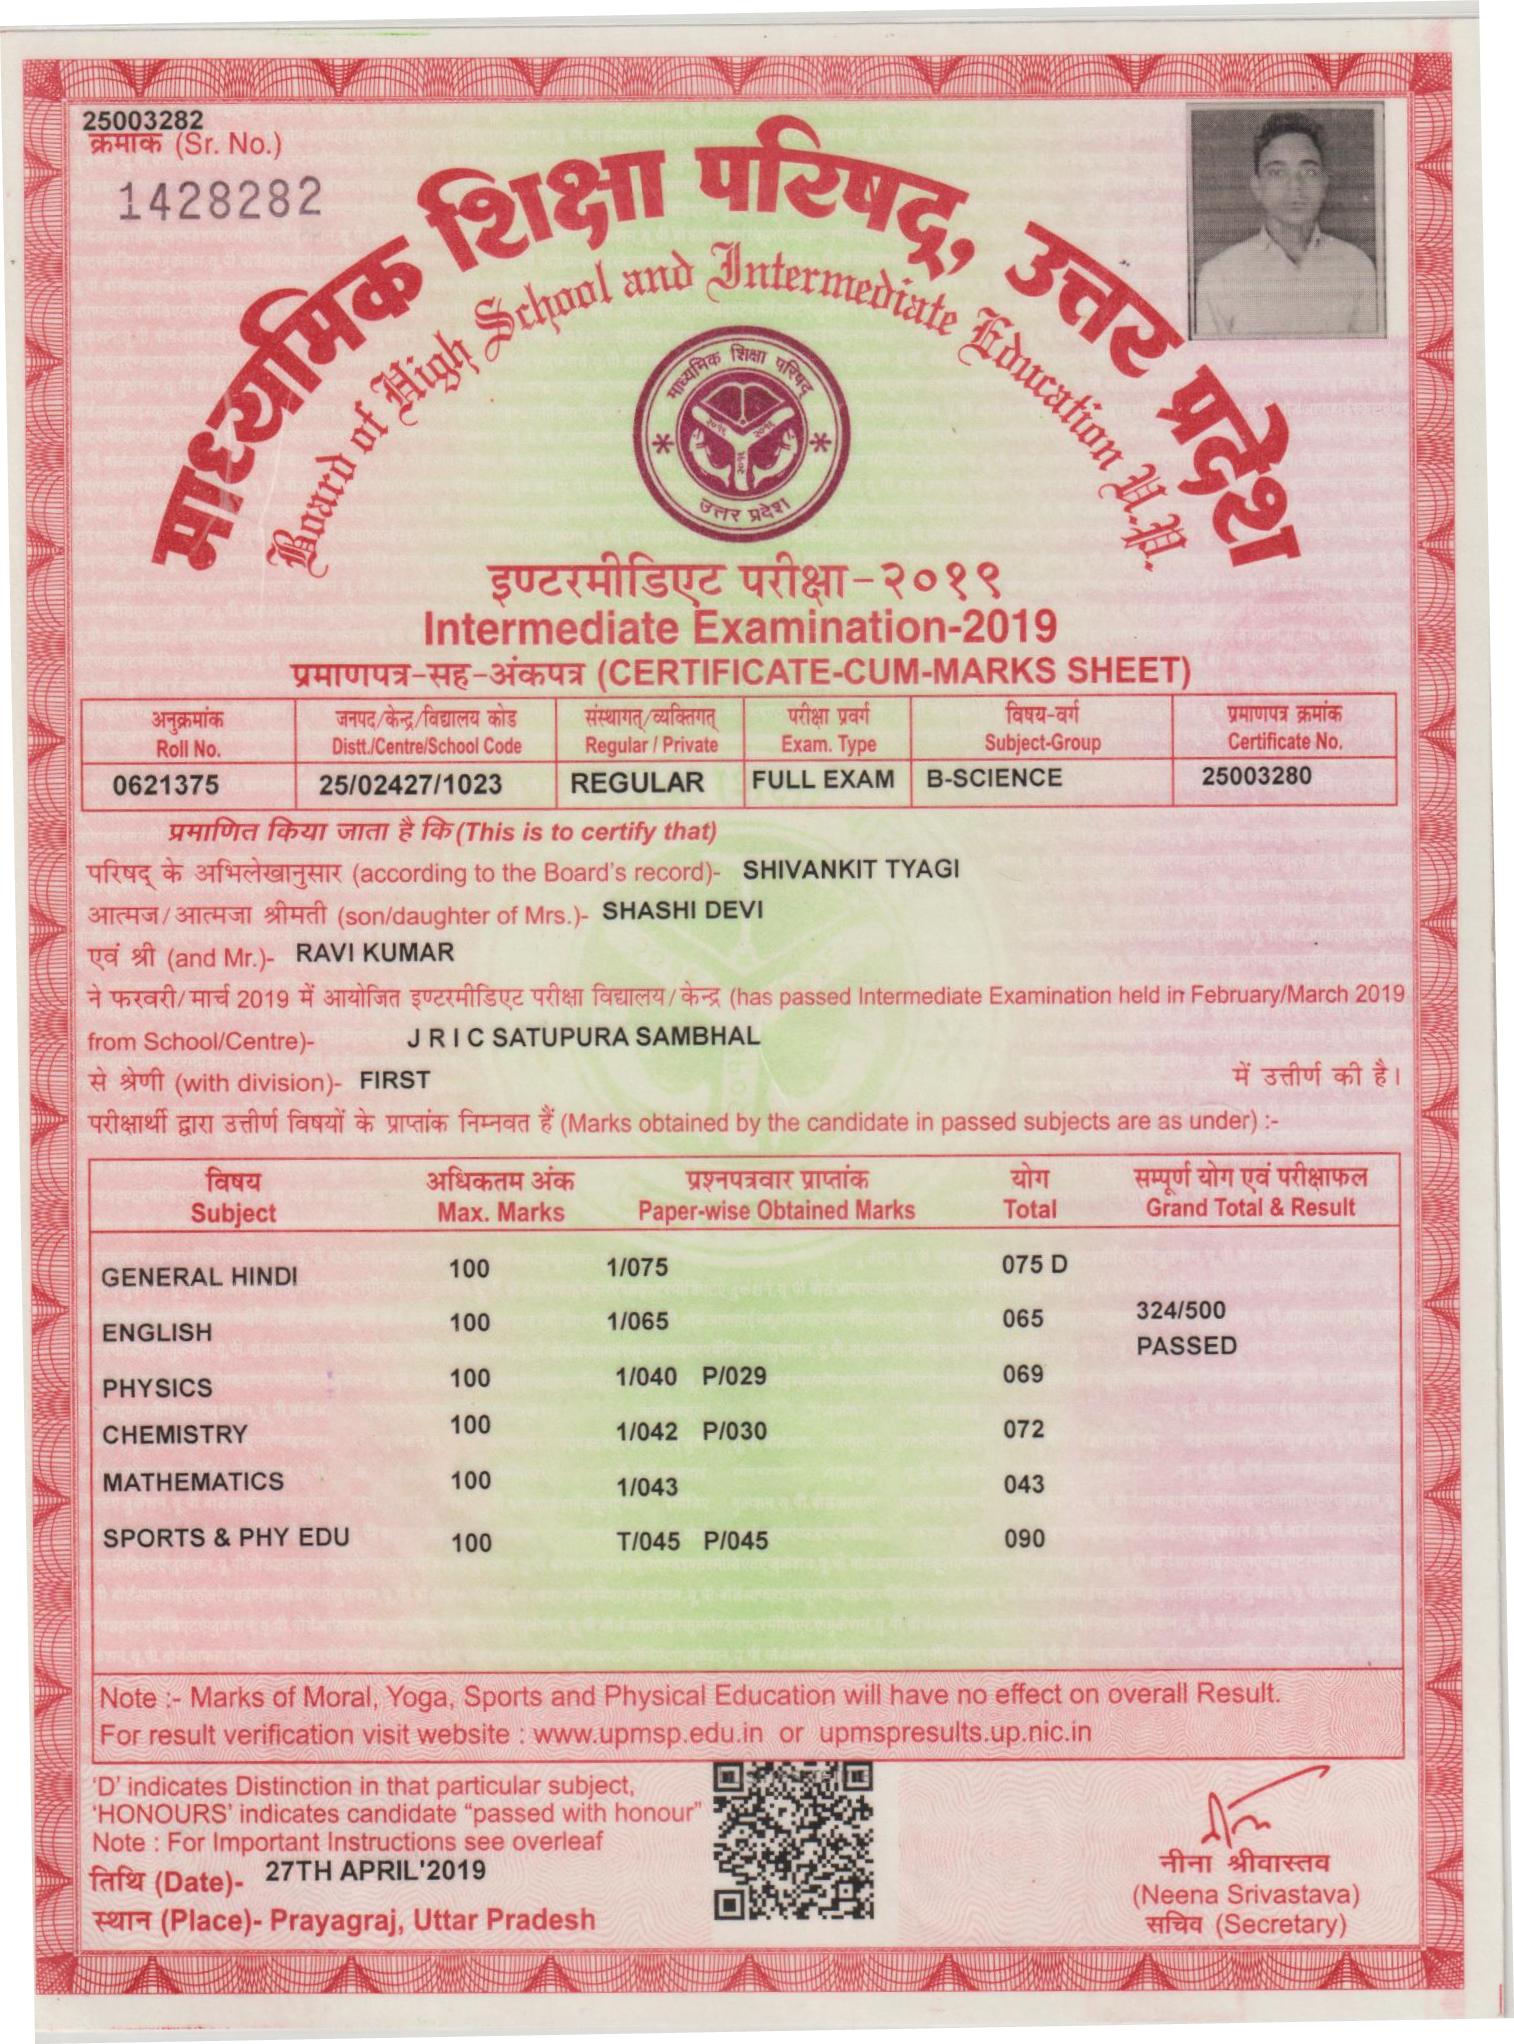 25003282
क्रमांक (Sr. No.)
1428282
माध्यमिक शिक्षा परिषद्, उत्तर प्रदेश
Board of High School and Intermediate Education U.P.
माध्यमिक शिक्षा परिषद्
उत्तर प्रदेश
इण्टरमीडिएट परीक्षा-२०१९
Intermediate Examination-2019
प्रमाणपत्र-सह-अंकपत्र (CERTIFICATE-CUM-MARKS SHEET)
अनुक्रमांक जनपद/केन्द्र/विद्यालय कोड संस्थागत्/व्यक्तिगत् परीक्षा प्रवर्ग विषय-वर्ग प्रमाणपत्र क्रमांक
Roll No. Distt./Centre/School Code Regular / Private Exam. Type Subject-Group Certificate No.
0621375 25/02427/1023 REGULAR FULL EXAM B-SCIENCE 25003280
प्रमाणित किया जाता है कि (This is to certify that)
परिषद् के अभिलेखानुसार (according to the Board's record)- SHIVANKIT TYAGI
आत्मज/आत्मजा श्रीमती (son/daughter of Mrs.)- SHASHI DEVI
एवं श्री (and Mr.)- RAVI KUMAR
ने फरवरी/मार्च 2019 में आयोजित इण्टरमीडिएट परीक्षा विद्यालय/केन्द्र (has passed Intermediate Examination held in February/March 2019
from School/Centre)- J R I C SATUPURA SAMBHAL
से श्रेणी (with division)- FIRST में उत्तीर्ण की है।
परीक्षार्थी द्वारा उत्तीर्ण विषयों के प्राप्तांक निम्नवत हैं (Marks obtained by the candidate in passed subjects are as under) :-
विषय अधिकतम अंक प्रश्नपत्रवार प्राप्तांक योग सम्पूर्ण योग एवं परीक्षाफल
Subject Max. Marks Paper-wise Obtained Marks Total Grand Total & Result
GENERAL HINDI 100 1/075 075 D
ENGLISH 100 1/065 065 324/500
PASSED
PHYSICS 100 1/040 P/029 069
CHEMISTRY 100 1/042 P/030 072
MATHEMATICS 100 1/043 043
SPORTS & PHY EDU 100 T/045 P/045 090
Note :- Marks of Moral, Yoga, Sports and Physical Education will have no effect on overall Result.
For result verification visit website : www.upmsp.edu.in or upmspresults.up.nic.in
'D' indicates Distinction in that particular subject,
'HONOURS' indicates candidate "passed with honour"
Note : For Important Instructions see overleaf
तिथि (Date)- 27TH APRIL'2019
स्थान (Place)- Prayagraj, Uttar Pradesh
नीना श्रीवास्तव
(Neena Srivastava)
सचिव (Secretary)